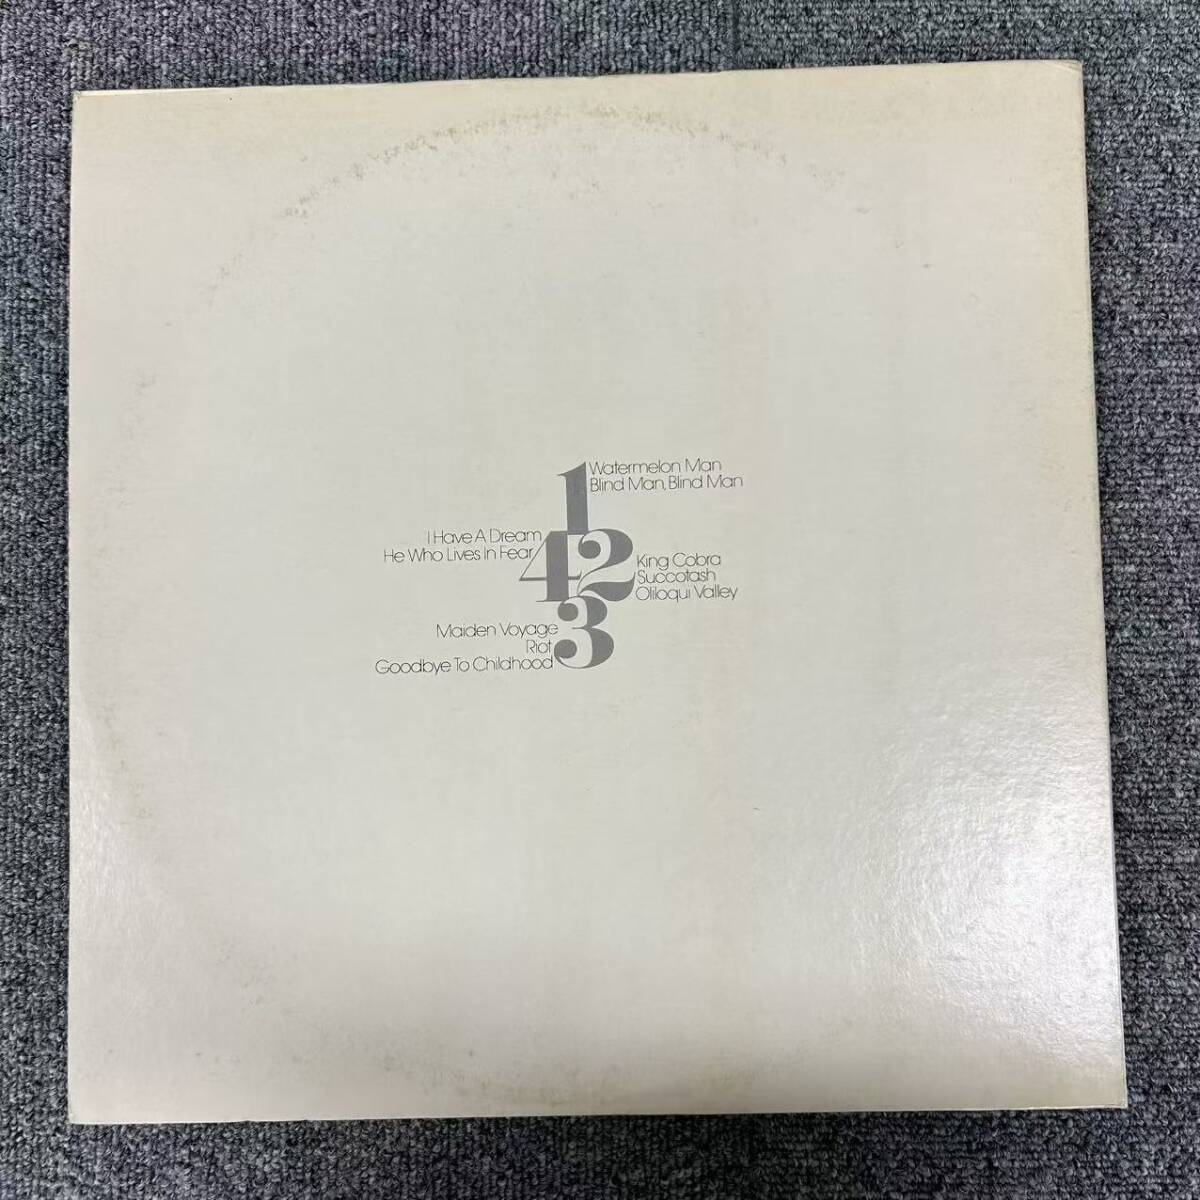 1
Watermelon Man
Blind Man, Blind Man
2
King Cobra
Succotash
Oliloqui Valley
3
Maiden Voyage
Riot
Goodbye To Childhood
4
I Have A Dream
He Who Lives In Fear